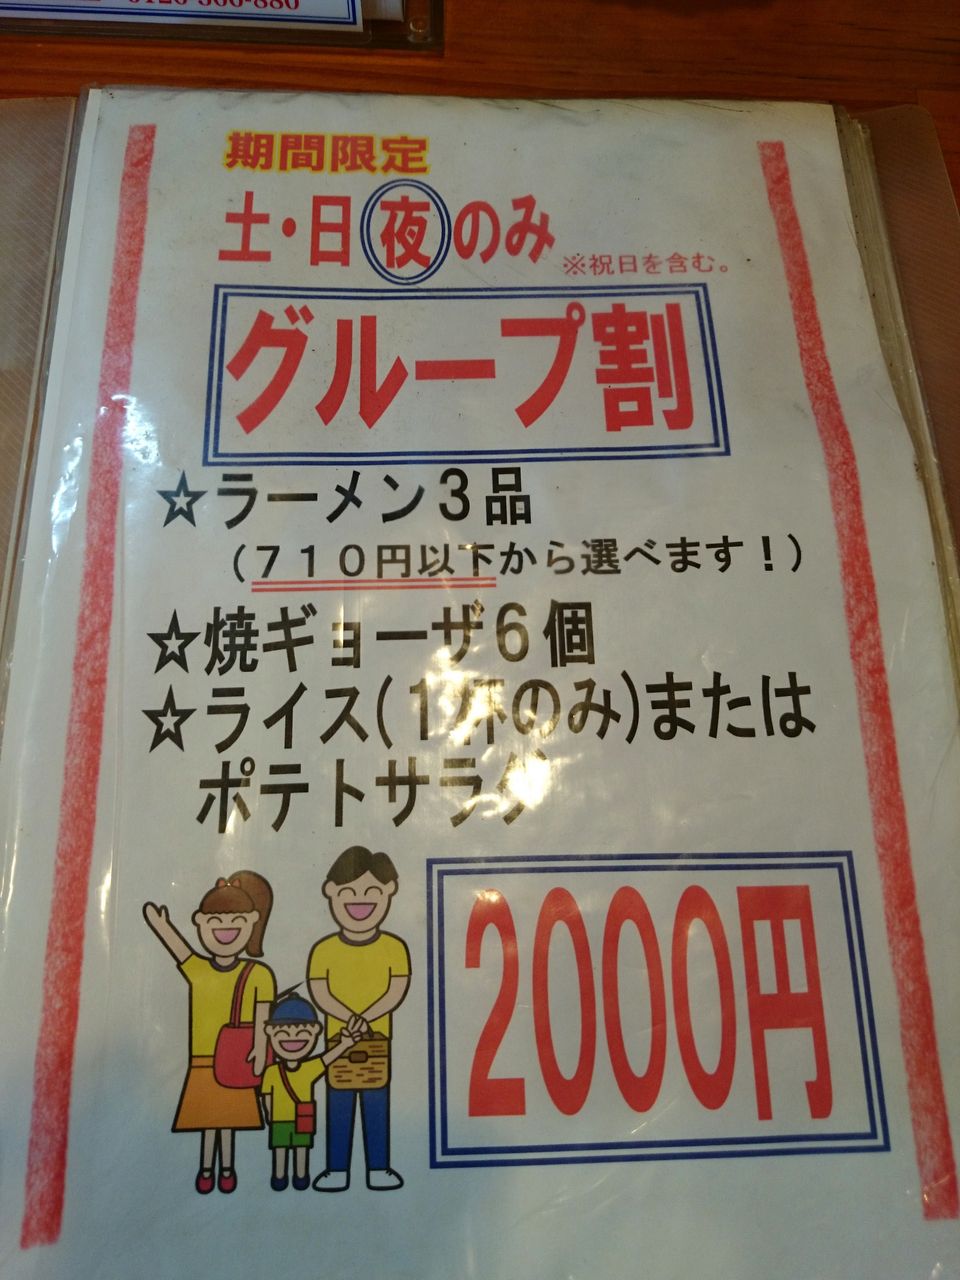 期間限定
土・日夜のみ ※祝日を含む。
グループ割
☆ラーメン3品
（710円以下から選べます！）
☆焼ギョーザ6個
☆ライス(1杯のみ)または
ポテトサラダ
2000円